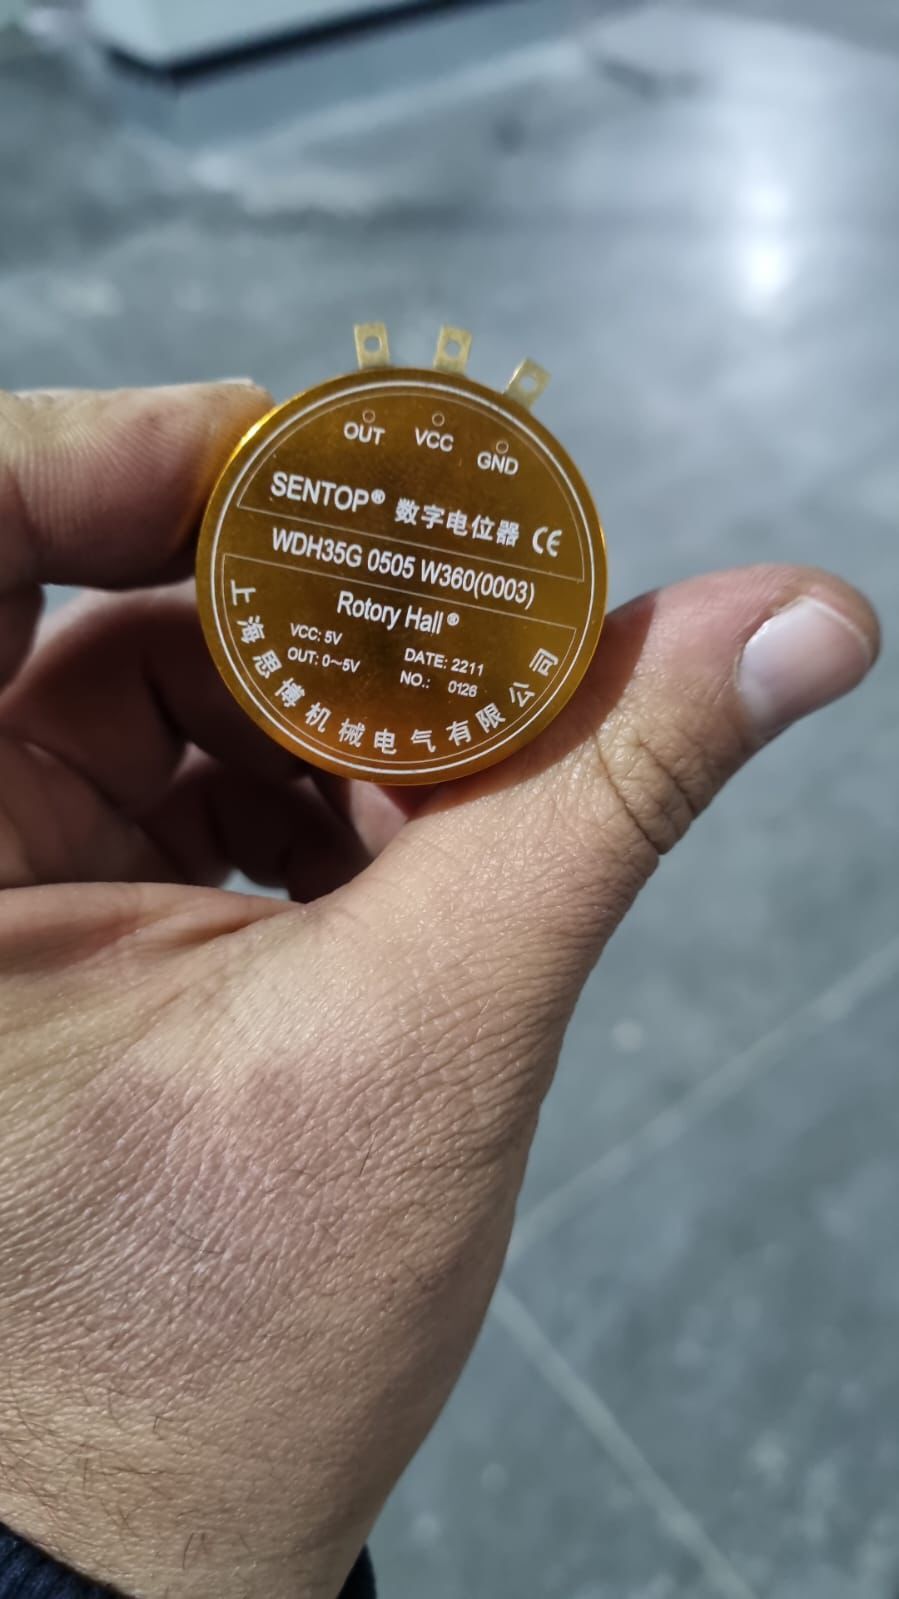 OUT VCC GND
SENTOP® 数字电位器 CE
WDH35G 0505 W360(0003)
Rotory Hall®
VCC: 5V
OUT: 0~5V
DATE: 2211
NO.: 0126
上海思博机械电气有限公司